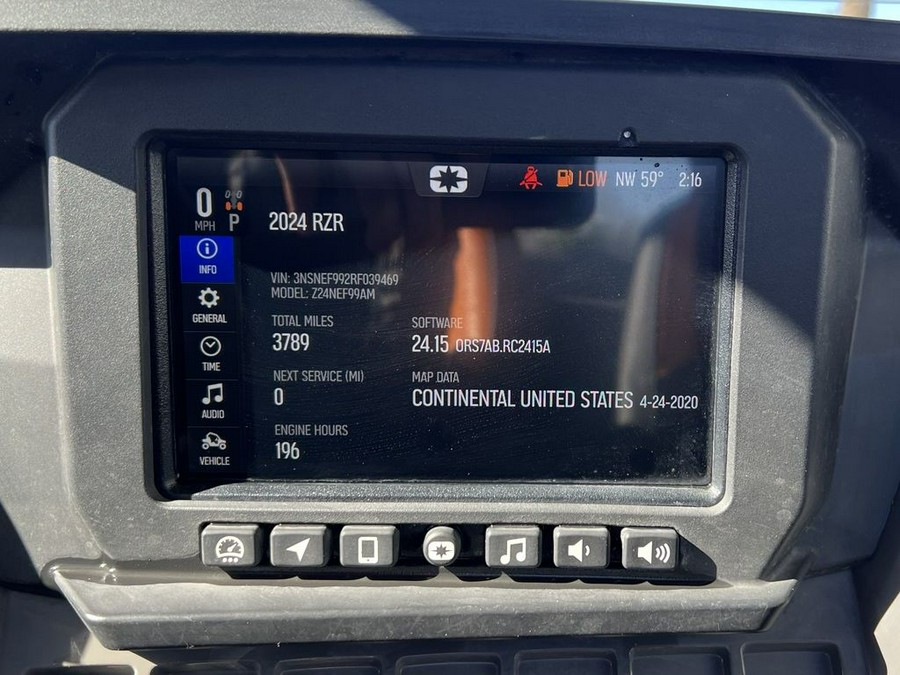 LOW NW 59° 2:16
0
MPH P
2024 RZR
INFO
VIN: 3NSNEF992RF039469
MODEL: Z24NEF99AM
GENERAL
TOTAL MILES
3789
SOFTWARE
24.15 ORS7AB.RC2415A
TIME
NEXT SERVICE (MI)
0
MAP DATA
CONTINENTAL UNITED STATES 4-24-2020
AUDIO
ENGINE HOURS
196
VEHICLE